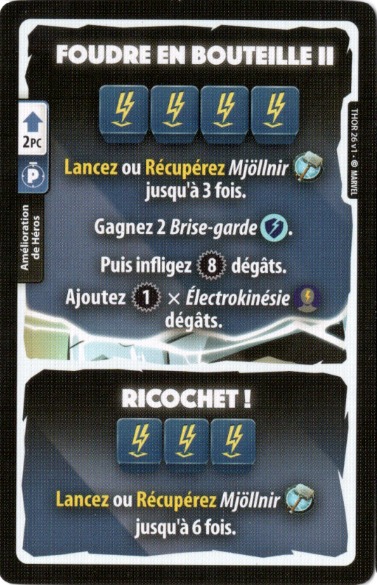 FOUDRE EN BOUTEILLE II
2PC
P
Amélioration
de Héros
THOR 26 v1 • © MARVEL
Lancez ou Récupérez Mjöllnir
jusqu'à 3 fois.
Gagnez 2 Brise-garde.
Puis infligez 8 dégâts.
Ajoutez 1 × Électrokinésie
dégâts.
RICOCHET !
Lancez ou Récupérez Mjöllnir
jusqu'à 6 fois.